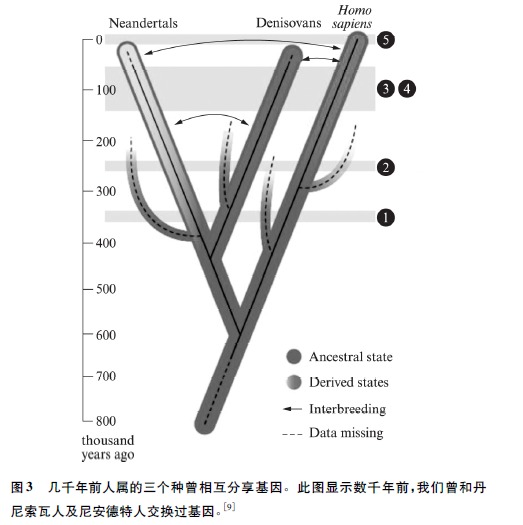 Neandertals
Denisovans
Homo
sapiens
0
100
200
300
400
500
600
700
800
thousand
years ago
5
3 4
2
1
Ancestral state
Derived states
Interbreeding
Data missing
图3 几千年前人属的三个种曾相互分享基因。此图显示数千年前,我们曾和丹
尼索瓦人及尼安德特人交换过基因。[9]